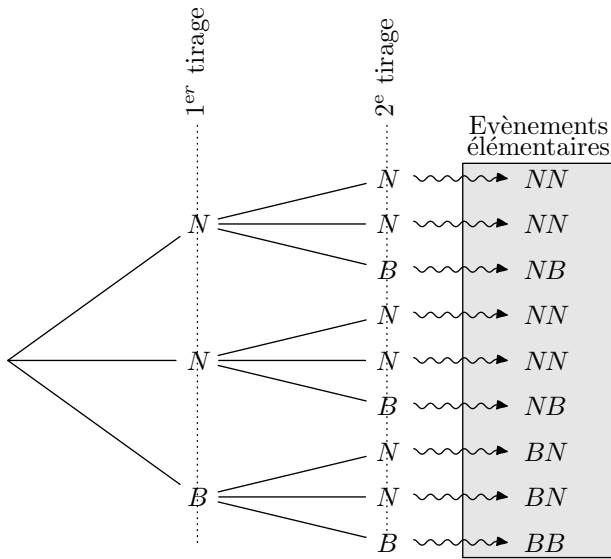 1er tirage
2e tirage
Evènements
élémentaires
N NN
N N NN
B NB
N NN
N N NN
B NB
N BN
B N BN
B BB